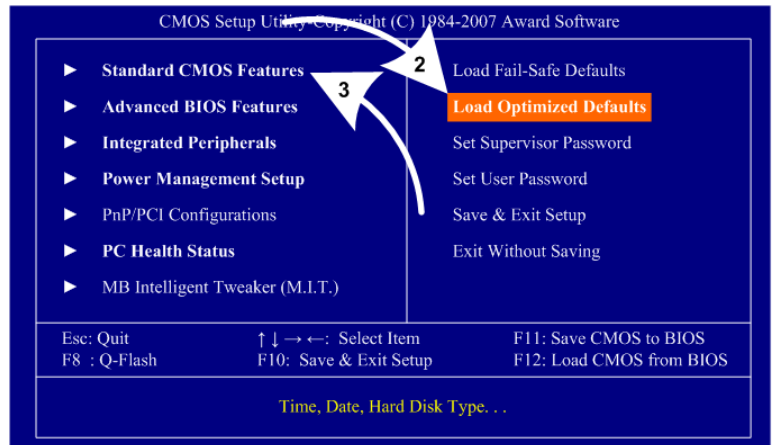 CMOS Setup Utility-Copyright (C) 1984-2007 Award Software
► Standard CMOS Features
► Advanced BIOS Features
► Integrated Peripherals
► Power Management Setup
► PnP/PCI Configurations
► PC Health Status
► MB Intelligent Tweaker (M.I.T.)
2
3
Load Fail-Safe Defaults
Load Optimized Defaults
Set Supervisor Password
Set User Password
Save & Exit Setup
Exit Without Saving
Esc: Quit ↑↓→←: Select Item F11: Save CMOS to BIOS
F8 : Q-Flash F10: Save & Exit Setup F12: Load CMOS from BIOS
Time, Date, Hard Disk Type. . .